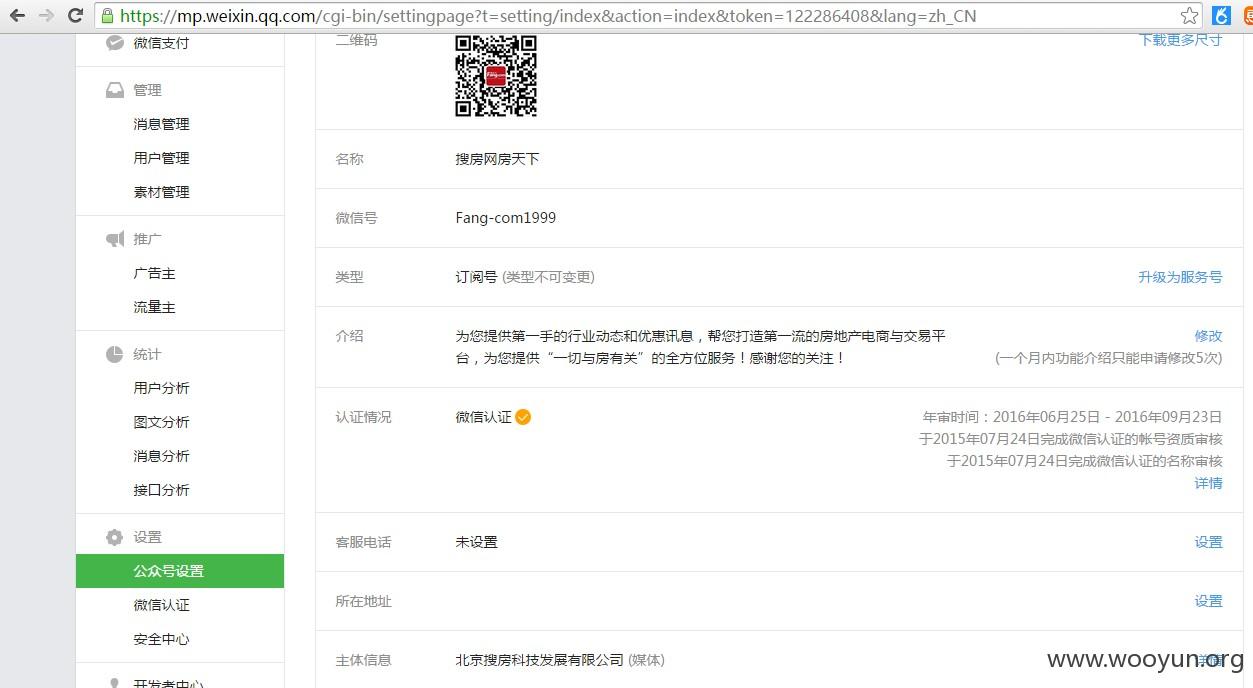 https://mp.weixin.qq.com/cgi-bin/settingpage?t=setting/index&action=index&token=122286408&lang=zh_CN
微信支付
管理
消息管理
用户管理
素材管理
推广
广告主
流量主
统计
用户分析
图文分析
消息分析
接口分析
设置
公众号设置
微信认证
安全中心
开发者中心
二维码
下载更多尺寸
名称
搜房网房天下
微信号
Fang-com1999
类型
订阅号 (类型不可变更)
升级为服务号
介绍
为您提供第一手的行业动态和优惠讯息，帮您打造第一流的房地产电商与交易平
台，为您提供“一切与房有关”的全方位服务！感谢您的关注！
修改
(一个月内功能介绍只能申请修改5次)
认证情况
微信认证
年审时间：2016年06月25日 - 2016年09月23日
于2015年07月24日完成微信认证的帐号资质审核
于2015年07月24日完成微信认证的名称审核
详情
客服电话
未设置
设置
所在地址
设置
主体信息
北京搜房科技发展有限公司 (媒体)
www.wooyun.org